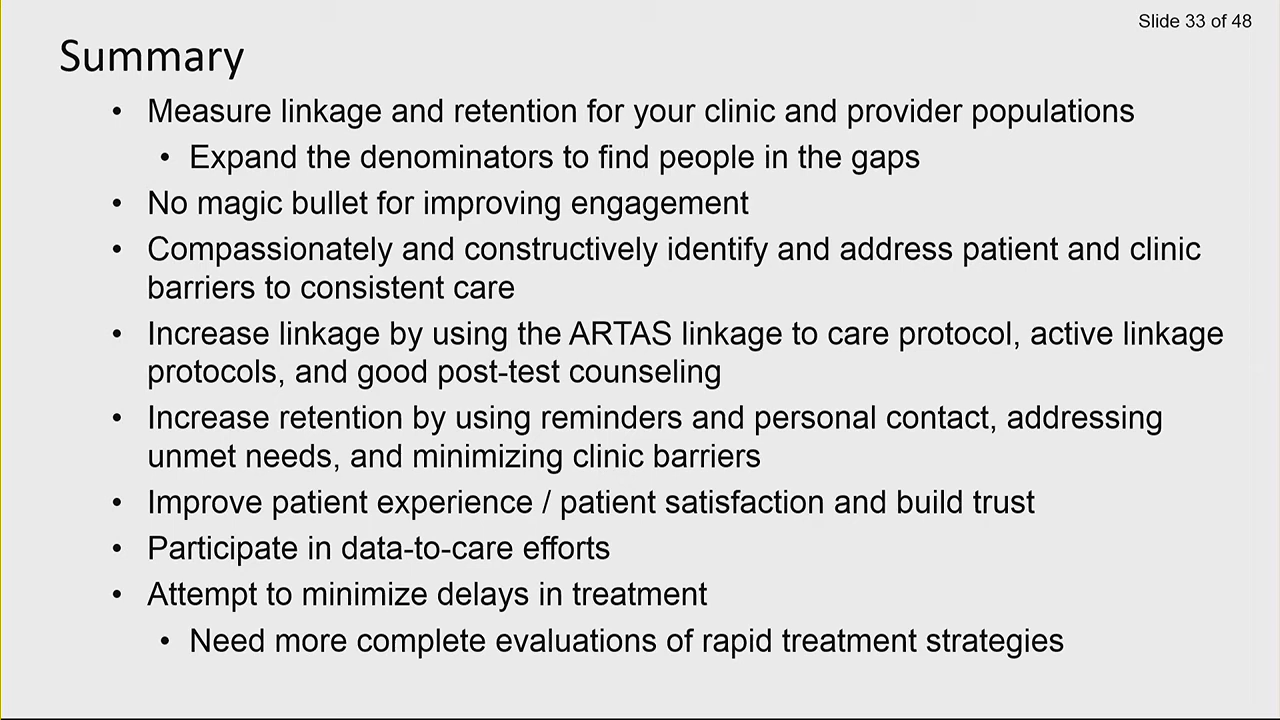 Slide 33 of 48
Summary
• Measure linkage and retention for your clinic and provider populations
• Expand the denominators to find people in the gaps
• No magic bullet for improving engagement
• Compassionately and constructively identify and address patient and clinic
barriers to consistent care
• Increase linkage by using the ARTAS linkage to care protocol, active linkage
protocols, and good post-test counseling
• Increase retention by using reminders and personal contact, addressing
unmet needs, and minimizing clinic barriers
• Improve patient experience / patient satisfaction and build trust
• Participate in data-to-care efforts
• Attempt to minimize delays in treatment
• Need more complete evaluations of rapid treatment strategies